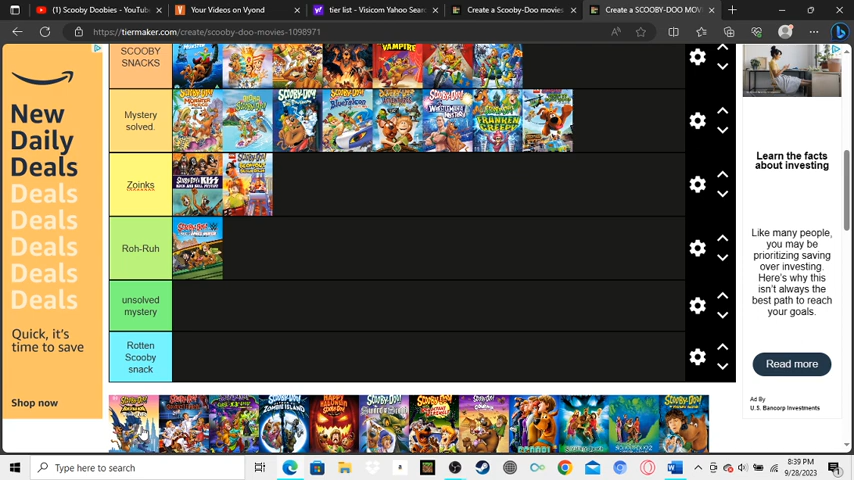 (1) Scooby Doobies - YouTub
Your Videos on Vyond
tier list - Visicom Yahoo Sear
Create a Scooby-Doo movies
Create a SCOOBY-DOO MOV
https://tiermaker.com/create/scooby-doo-movies-1098971
New
Daily
Deals
Deals
Deals
Deals
Deals
Deals
Quick, it's
time to save
Shop now
SCOOBY
SNACKS
VAMPIRE
Mystery
solved.
Zoinks
Roh-Ruh
unsolved
mystery
Rotten
Scooby
snack
Learn the facts
about investing
Like many people,
you may be
prioritizing saving
over investing.
Here's why this
isn't always the
best path to reach
your goals.
Read more
Ad By
U.S. Bancorp Investments
Type here to search
8:39 PM
9/28/2023